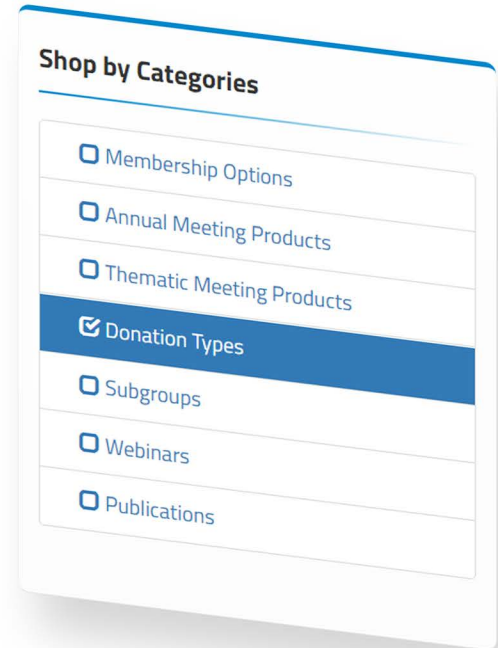 Shop by Categories
Membership Options
Annual Meeting Products
Thematic Meeting Products
Donation Types
Subgroups
Webinars
Publications